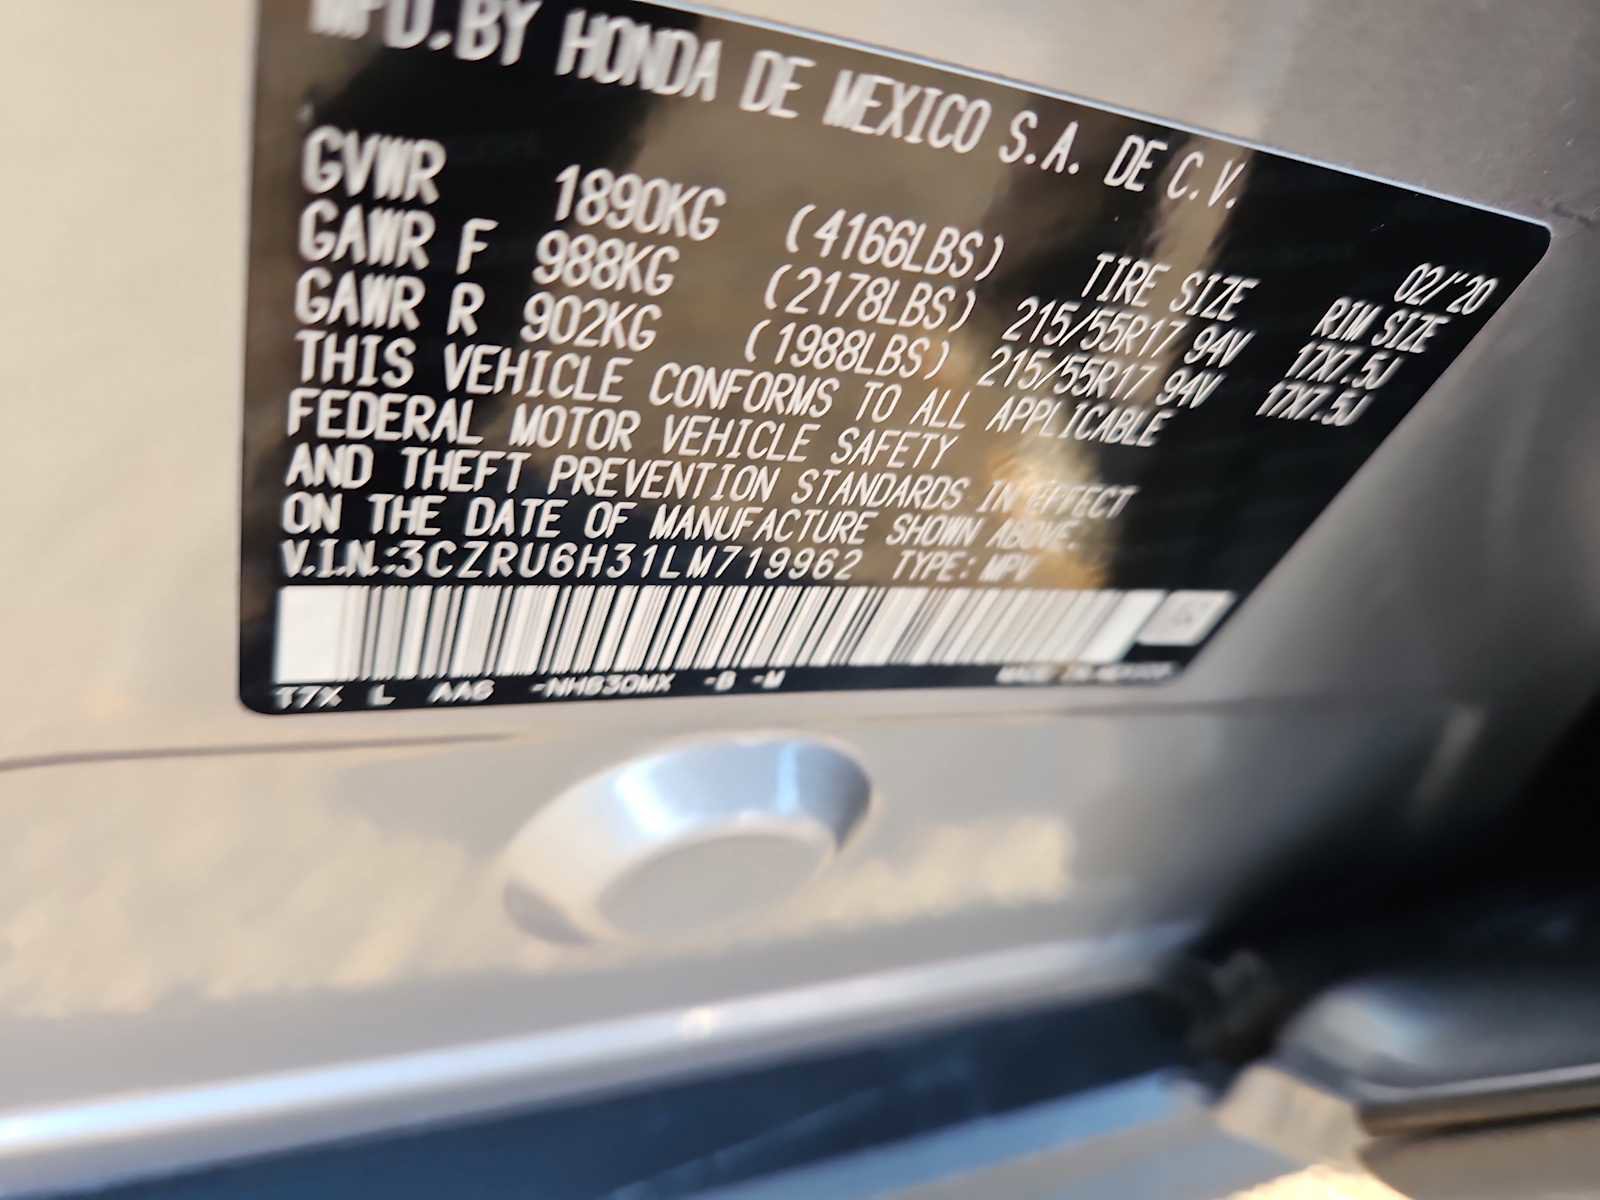 MFD.BY HONDA DE MEXICO S.A. DE C.V.
02/'20
GVWR 1890KG (4166LBS) TIRE SIZE RIM SIZE
GAWR F 988KG (2178LBS) 215/55R17 94V 17X7.5J
GAWR R 902KG (1988LBS) 215/55R17 94V 17X7.5J
THIS VEHICLE CONFORMS TO ALL APPLICABLE
FEDERAL MOTOR VEHICLE SAFETY
AND THEFT PREVENTION STANDARDS IN EFFECT
ON THE DATE OF MANUFACTURE SHOWN ABOVE.
V.I.N.:3CZRU6H31LM719962 TYPE: MPV
T7X L AA6 -NH830MX -B -M MADE IN MEXICO